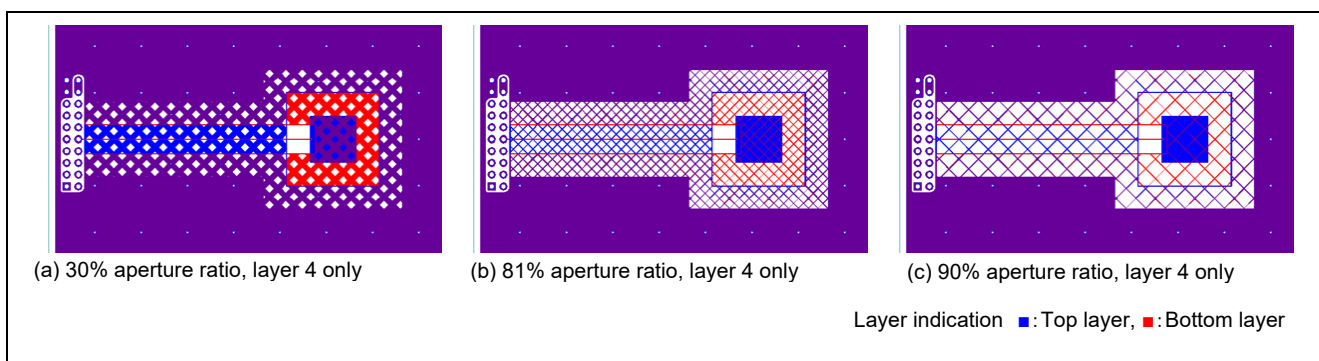 (a) 30% aperture ratio, layer 4 only
(b) 81% aperture ratio, layer 4 only
(c) 90% aperture ratio, layer 4 only
Layer indication ■:Top layer, ■:Bottom layer